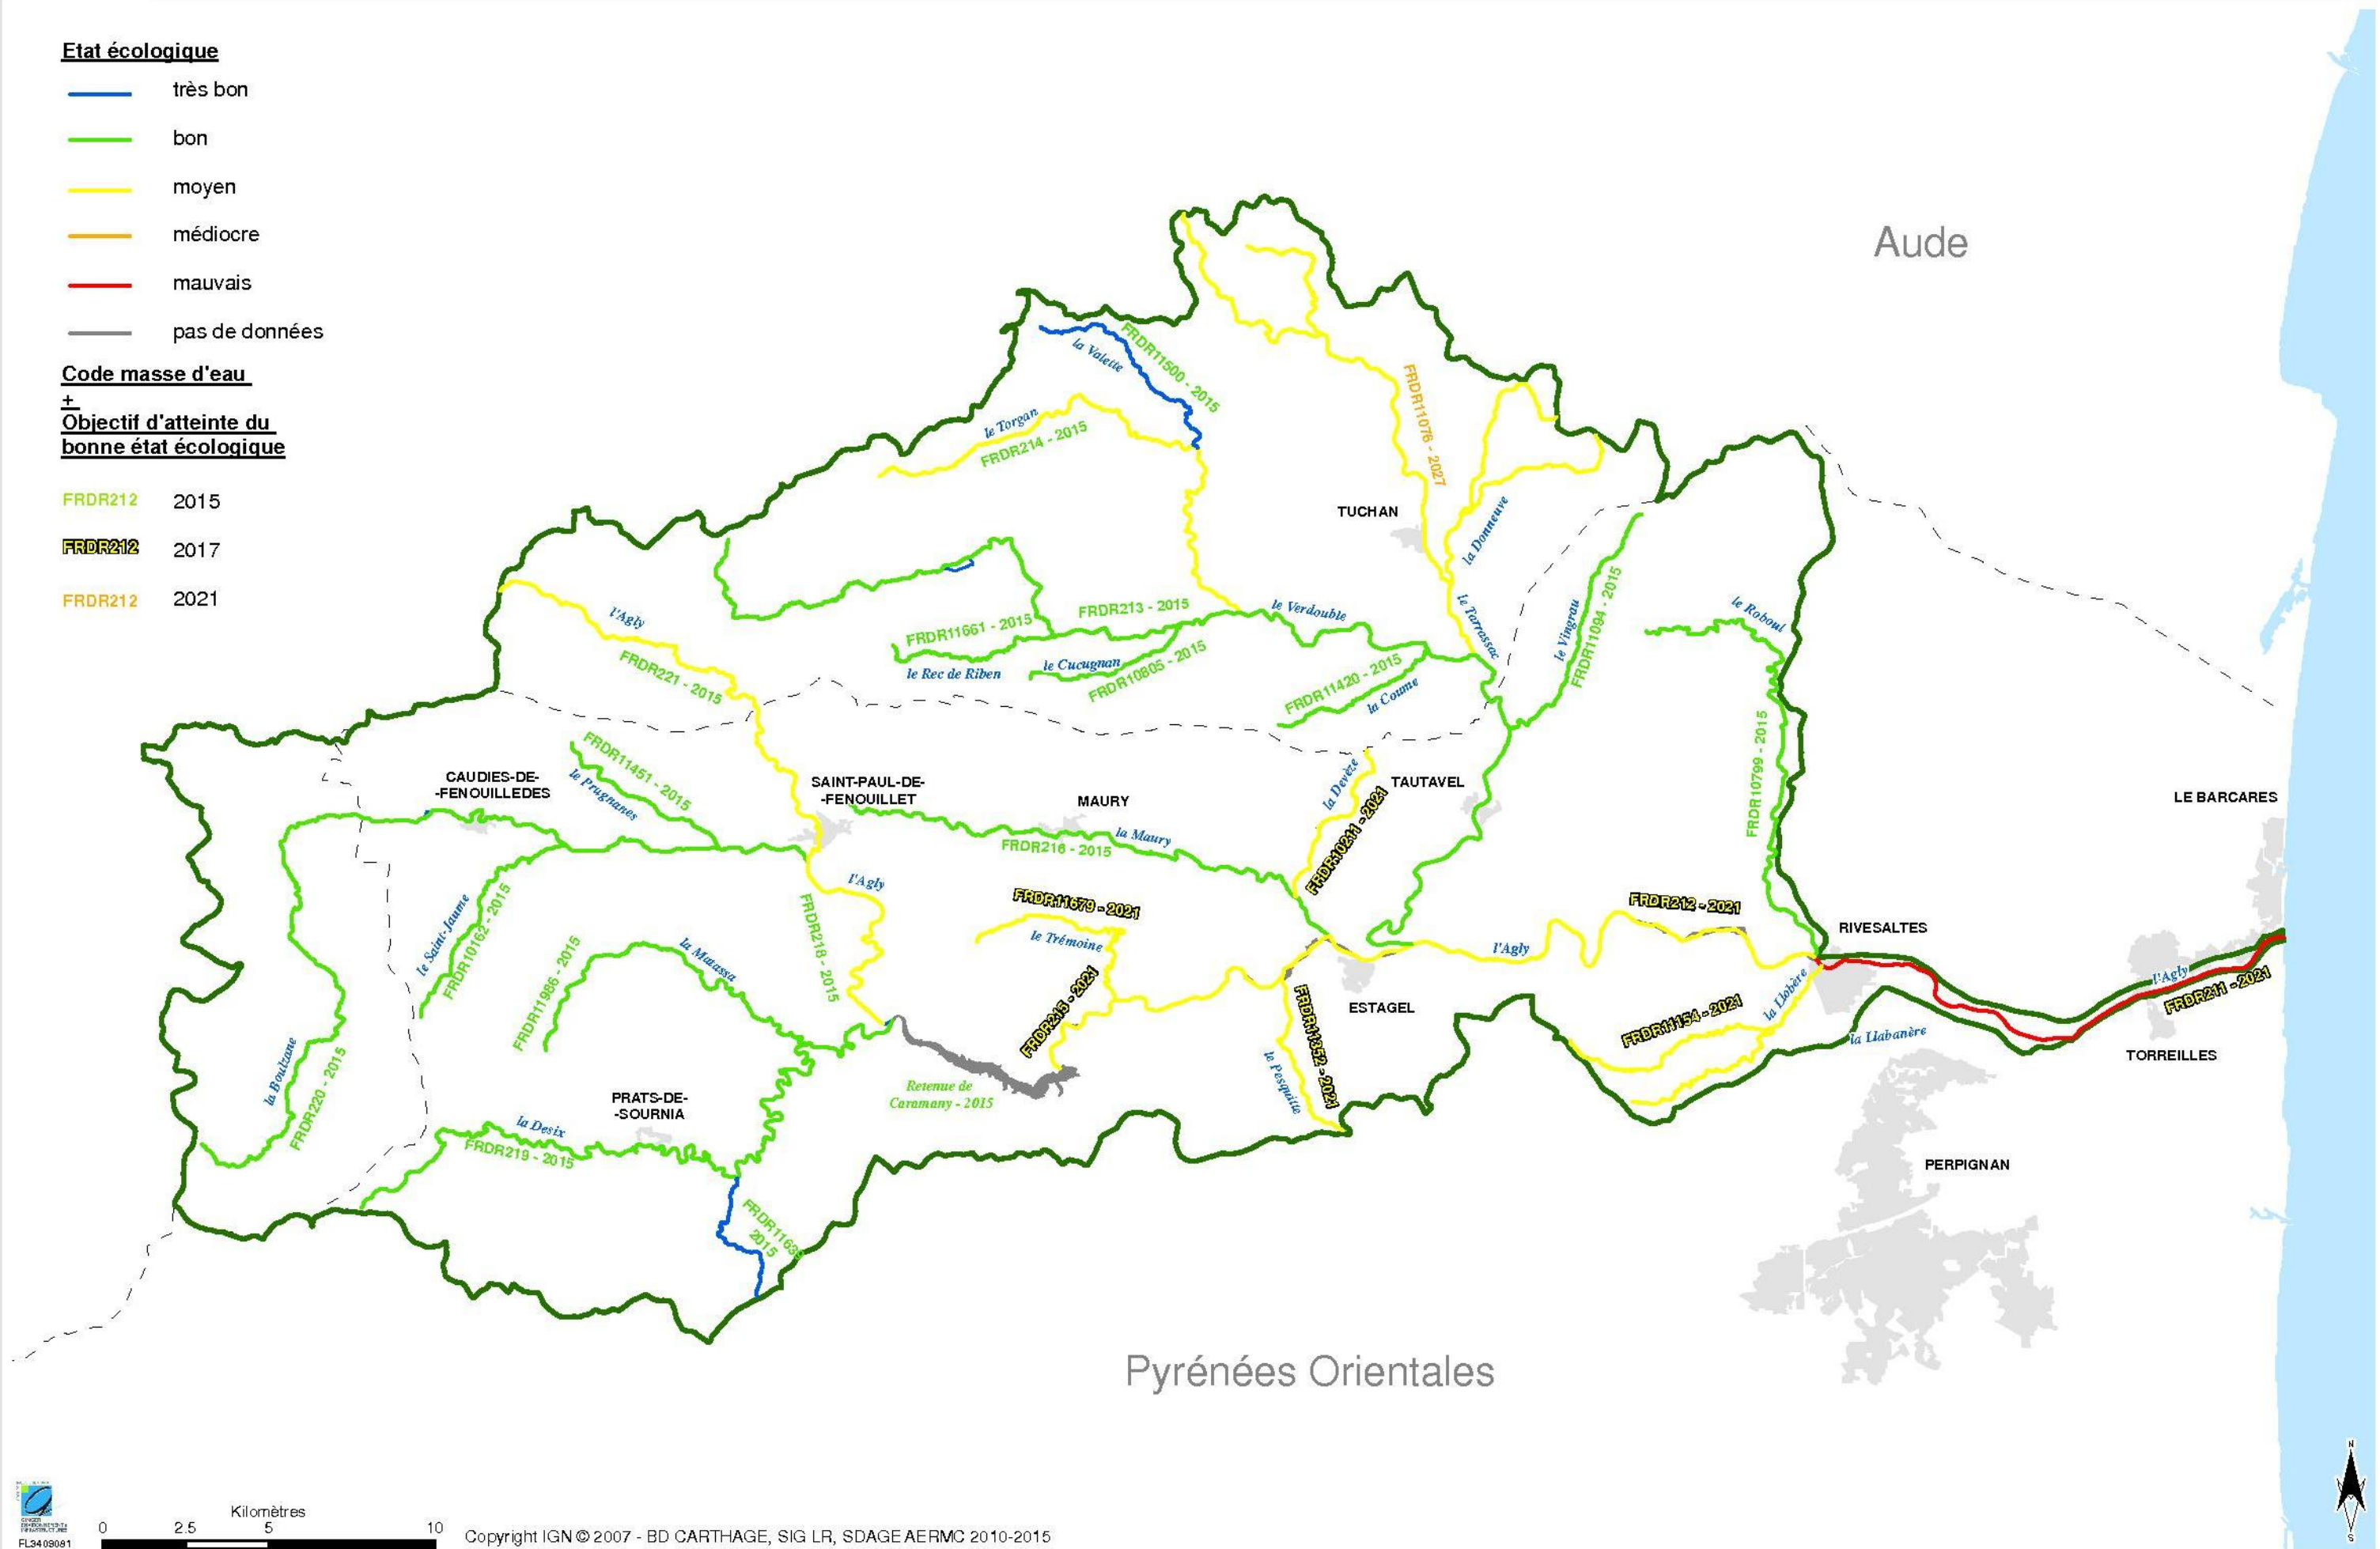 Etat écologique
très bon
bon
moyen
médiocre
mauvais
pas de données
Code masse d'eau
+
Objectif d'atteinte du
bonne état écologique
FRDR212 2015
FRDR212 2017
FRDR212 2021
Aude
la Valette
FRDR11500 - 2015
le Torgan
FRDR214 - 2015
FRDR11076 - 2027
TUCHAN
la Donneuve
l'Agly
FRDR221 - 2015
FRDR11661 - 2015
le Rec de Riben
FRDR213 - 2015
le Cucugnan
FRDR10805 - 2015
le Verdouble
le Tarrassac
FRDR11420 - 2015
la Coume
le Vingrau
FRDR11094 - 2015
le Roboul
FRDR10799 - 2015
CAUDIES-DE-
-FENOUILLEDES
FRDR11451 - 2015
le Prugnanes
SAINT-PAUL-DE-
-FENOUILLET
MAURY
la Maury
FRDR216 - 2015
la Devèze
FRDR10211 - 2021
TAUTAVEL
LE BARCARES
le Saint-Jaume
FRDR10162 - 2015
l'Agly
FRDR218 - 2015
FRDR11679 - 2021
le Trémoine
FRDR215 - 2021
FRDR212 - 2021
l'Agly
RIVESALTES
FRDR11986 - 2015
la Matassa
ESTAGEL
FRDR11352 - 2021
le Pesquitte
FRDR11154 - 2021
la Llobère
la Llabanère
l'Agly
FRDR211 - 2021
TORREILLES
la Boulzane
FRDR220 - 2015
Retenue de
Caramany - 2015
PRATS-DE-
-SOURNIA
la Desix
FRDR219 - 2015
2015
PERPIGNAN
Pyrénées Orientales
Kilomètres
0 2.5 5 10
Copyright IGN © 2007 - BD CARTHAGE, SIG LR, SDAGE AERMC 2010-2015
N
S